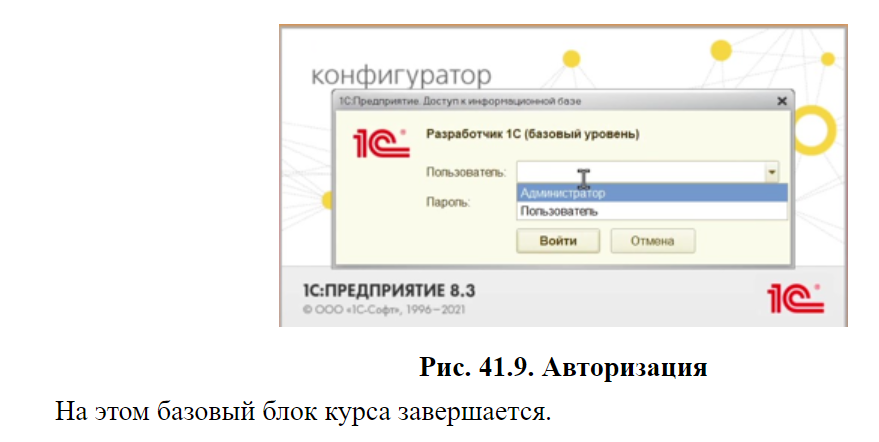 конфигуратор
1С:Предприятие. Доступ к информационной базе
1С
Разработчик 1С (базовый уровень)
Пользователь:
Администратор
Пользователь
Пароль:
Войти Отмена
1С:ПРЕДПРИЯТИЕ 8.3
© ООО «1С-Софт», 1996–2021
1С
Рис. 41.9. Авторизация
На этом базовый блок курса завершается.